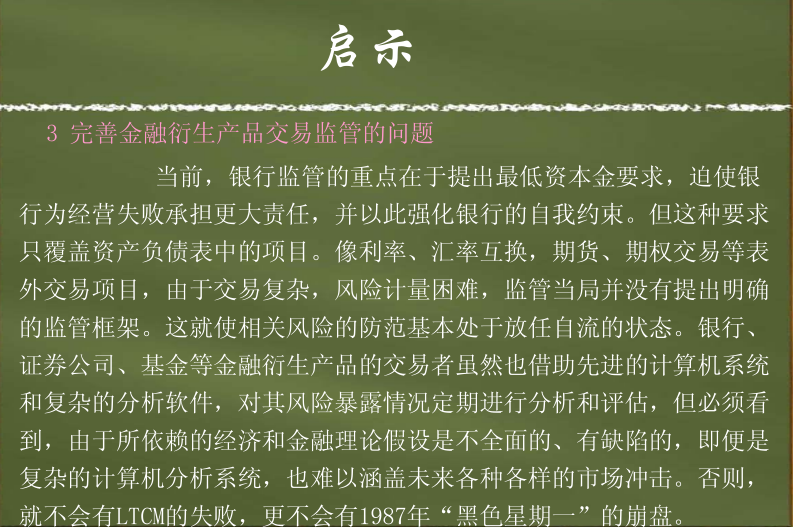 启示
3 完善金融衍生产品交易监管的问题
当前，银行监管的重点在于提出最低资本金要求，迫使银
行为经营失败承担更大责任，并以此强化银行的自我约束。但这种要求
只覆盖资产负债表中的项目。像利率、汇率互换，期货、期权交易等表
外交易项目，由于交易复杂，风险计量困难，监管当局并没有提出明确
的监管框架。这就使相关风险的防范基本处于放任自流的状态。银行、
证券公司、基金等金融衍生产品的交易者虽然也借助先进的计算机系统
和复杂的分析软件，对其风险暴露情况定期进行分析和评估，但必须看
到，由于所依赖的经济和金融理论假设是不全面的、有缺陷的，即便是
复杂的计算机分析系统，也难以涵盖未来各种各样的市场冲击。否则，
就不会有LTCM的失败，更不会有1987年“黑色星期一”的崩盘。